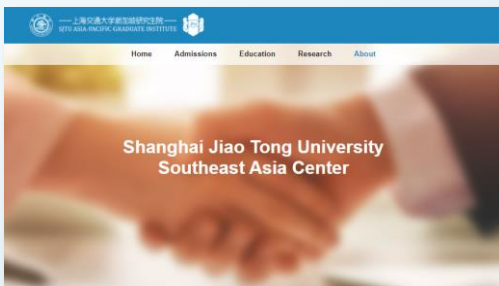 上海交通大学新加坡研究生院
SJTU ASIA-PACIFIC GRADUATE INSTITUTE
Home Admissions Education Research About
Shanghai Jiao Tong University
Southeast Asia Center